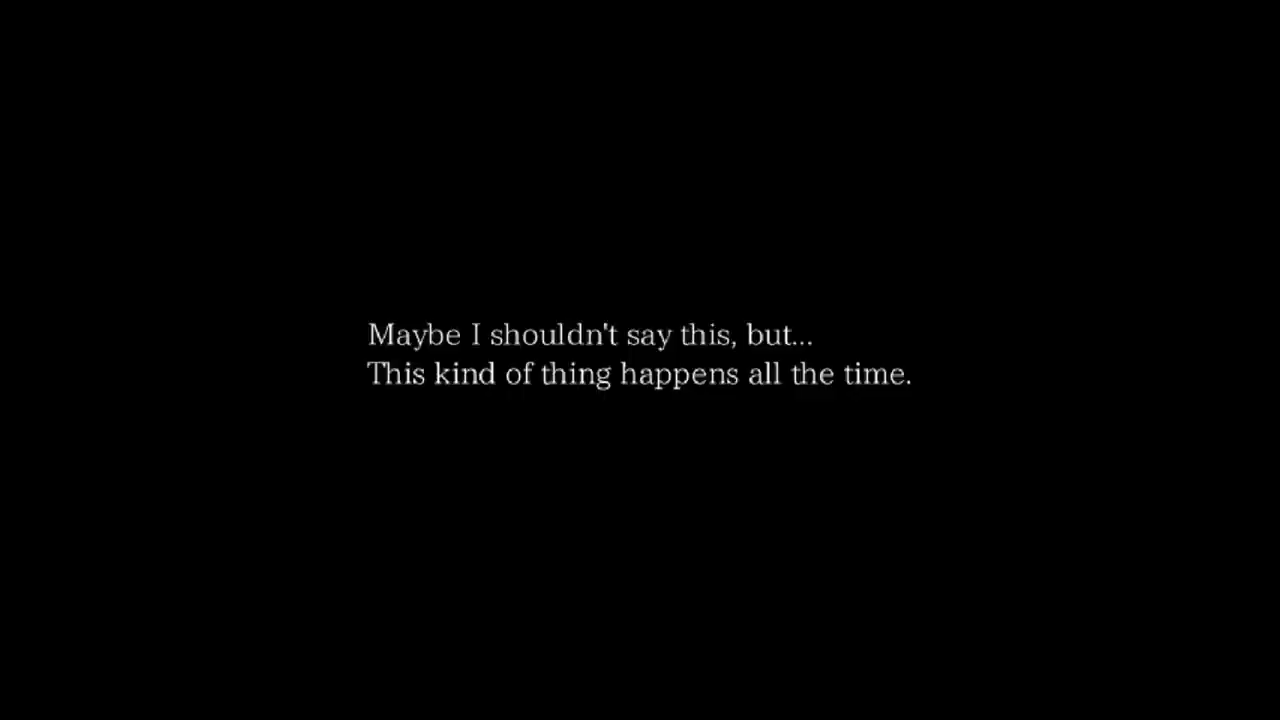 Maybe I shouldn't say this, but...
This kind of thing happens all the time.